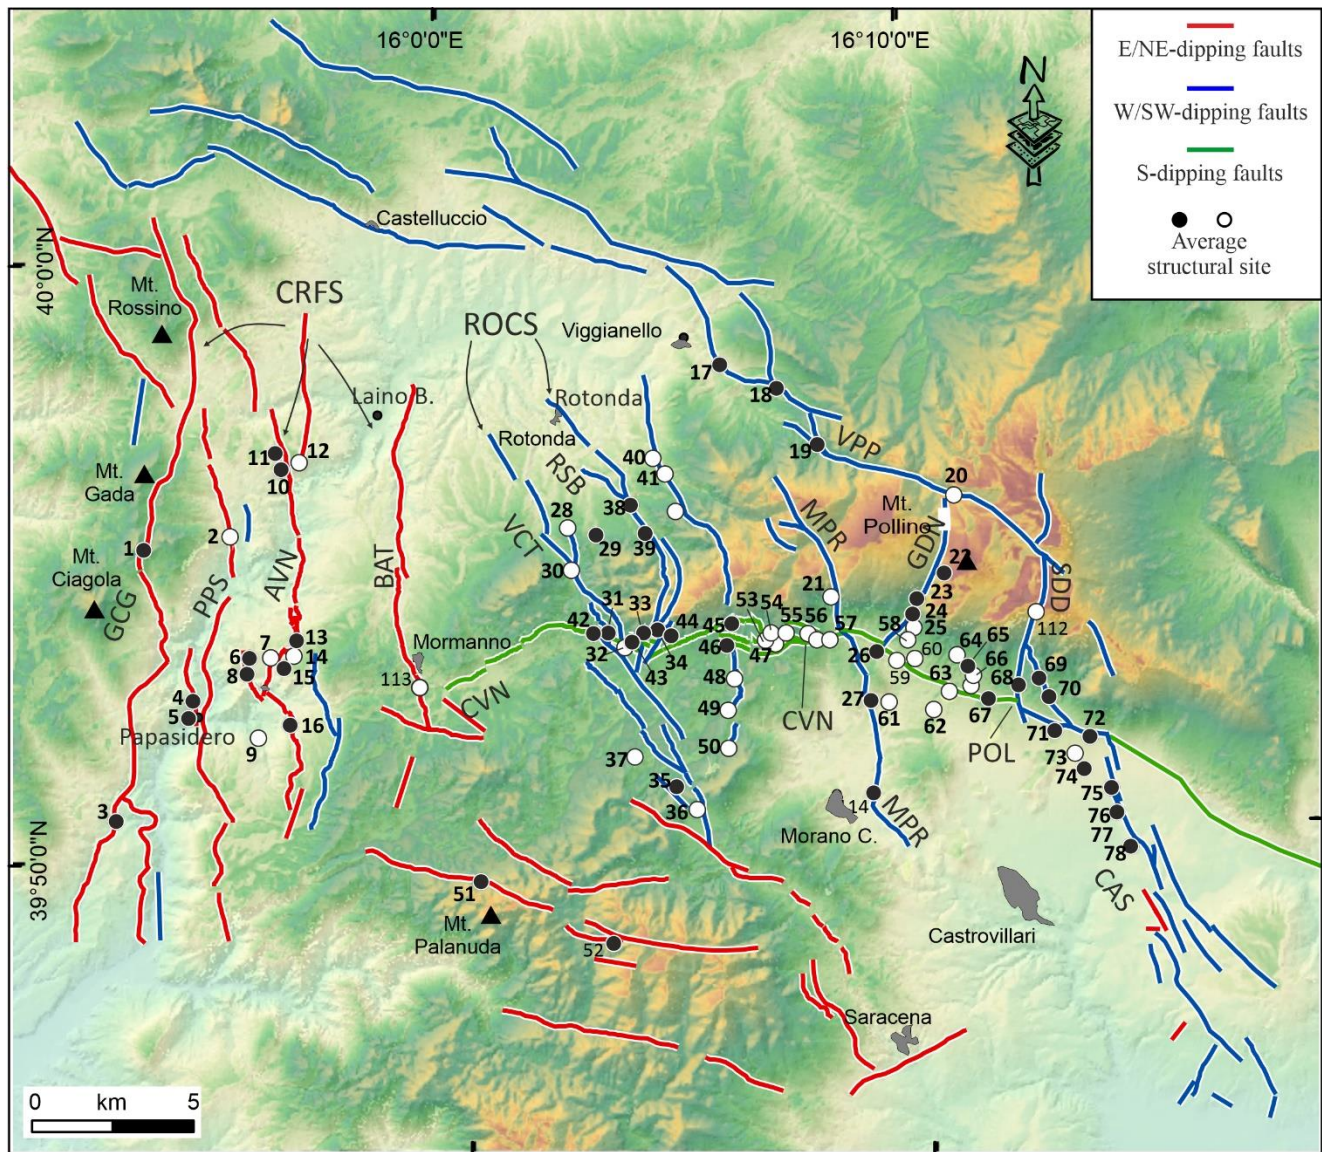 16°0'0"E
16°10'0"E
E/NE-dipping faults
W/SW-dipping faults
S-dipping faults
Average
structural site
N
40°0'0"N
39°50'0"N
Castelluccio
Mt.
Rossino
CRFS
ROCS
Viggianello
17
18
Laino B.
Rotonda
Rotonda
19
VPP
11
12
10
40
41
20
Mt.
Gada
RSB
38
MPR
Mt.
Pollino
GDN
28
29
39
VCT
2
1
Mt.
Ciagola
GCG
PPS
AVN
BAT
30
22
SDD
21
23
24
25
112
31
33
42
44
45
53
54
55
56
57
58
13
7
14
6
8
15
Mormanno
32
34
43
46
47
26
59
60
64
65
66
113
CVN
48
63
68
69
70
4
5
Papasidero
16
9
49
CVN
27
61
62
67
POL
71
72
50
37
73
74
35
36
14
MPR
75
76
77
78
3
Morano C.
CAS
51
Mt.
Palanuda
52
Castrovillari
Saracena
0 km 5